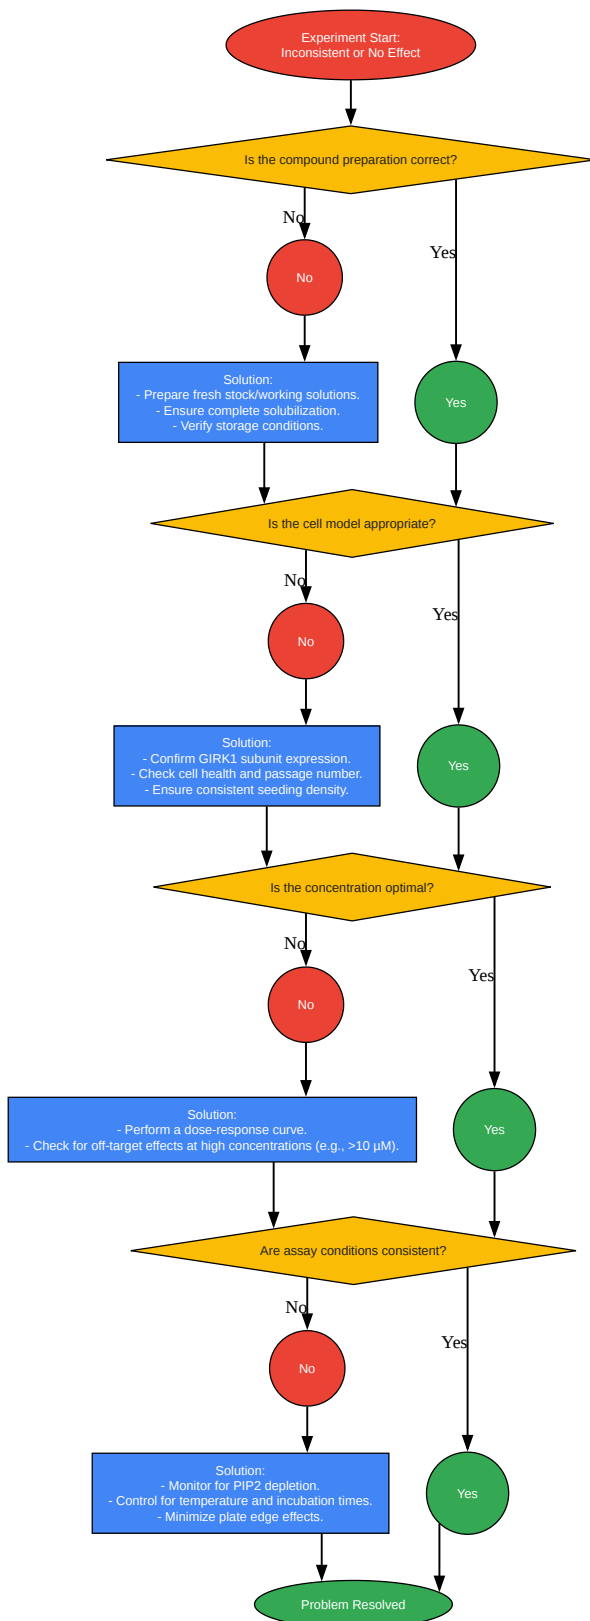 Experiment Start:
Inconsistent or No Effect
Is the compound preparation correct?
No
Yes
No
Solution:
- Prepare fresh stock/working solutions.
- Ensure complete solubilization.
- Verify storage conditions.
Yes
Is the cell model appropriate?
No
Yes
No
Solution:
- Confirm GIRK1 subunit expression.
- Check cell health and passage number.
- Ensure consistent seeding density.
Yes
Is the concentration optimal?
No
Yes
No
Solution:
- Perform a dose-response curve.
- Check for off-target effects at high concentrations (e.g., >10 µM).
Yes
Are assay conditions consistent?
No
Yes
No
Solution:
- Monitor for PIP2 depletion.
- Control for temperature and incubation times.
- Minimize plate edge effects.
Yes
Problem Resolved